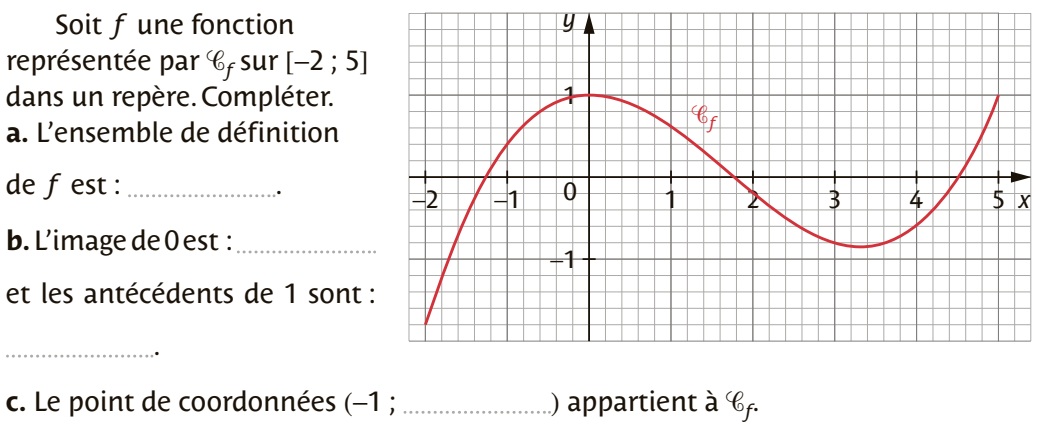 Soit f une fonction
représentée par 𝒞f sur [–2 ; 5]
dans un repère. Compléter.
a. L'ensemble de définition
de f est : ........................
b. L'image de 0 est : ........................
et les antécédents de 1 sont :
........................
c. Le point de coordonnées (–1 ; ........................) appartient à 𝒞f.
y
1
𝒞f
–2 –1 0 1 2 3 4 5 x
–1